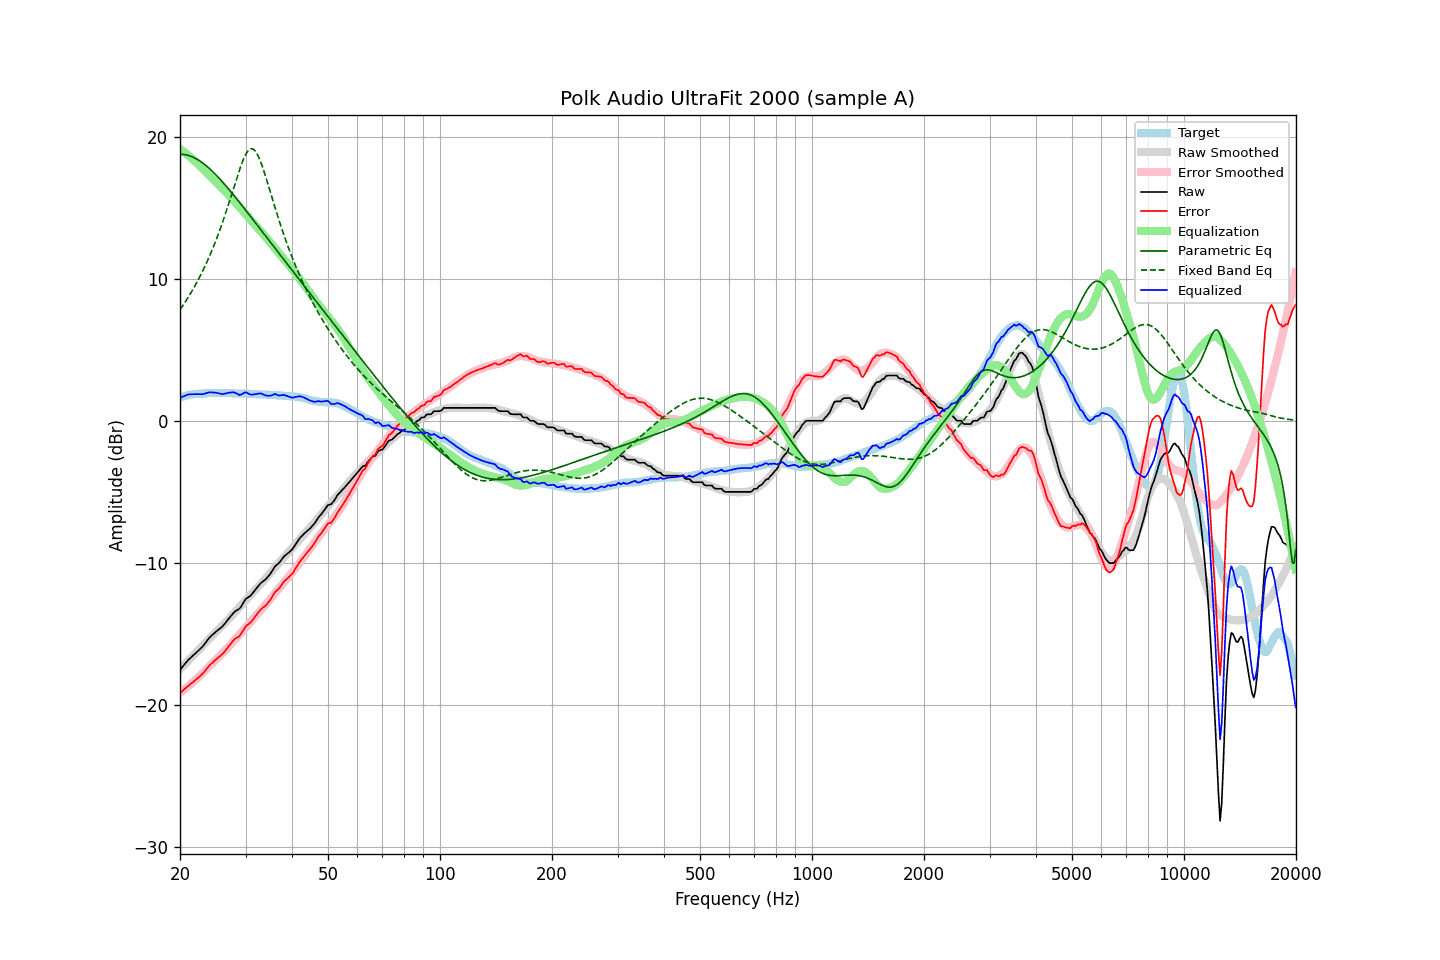 Polk Audio UltraFit 2000 (sample A)
Target
Raw Smoothed
Error Smoothed
Raw
Error
Equalization
Parametric Eq
Fixed Band Eq
Equalized
20
10
0
−10
−20
−30
Amplitude (dBr)
20 50 100 200 500 1000 2000 5000 10000 20000
Frequency (Hz)